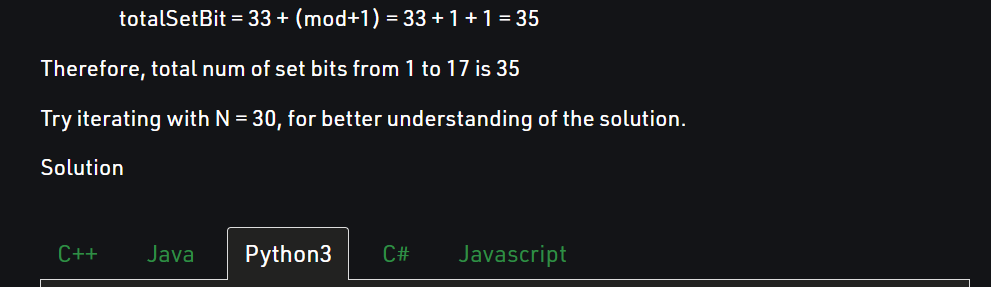 totalSetBit = 33 + (mod+1) = 33 + 1 + 1 = 35
Therefore, total num of set bits from 1 to 17 is 35
Try iterating with N = 30, for better understanding of the solution.
Solution
C++ Java Python3 C# Javascript